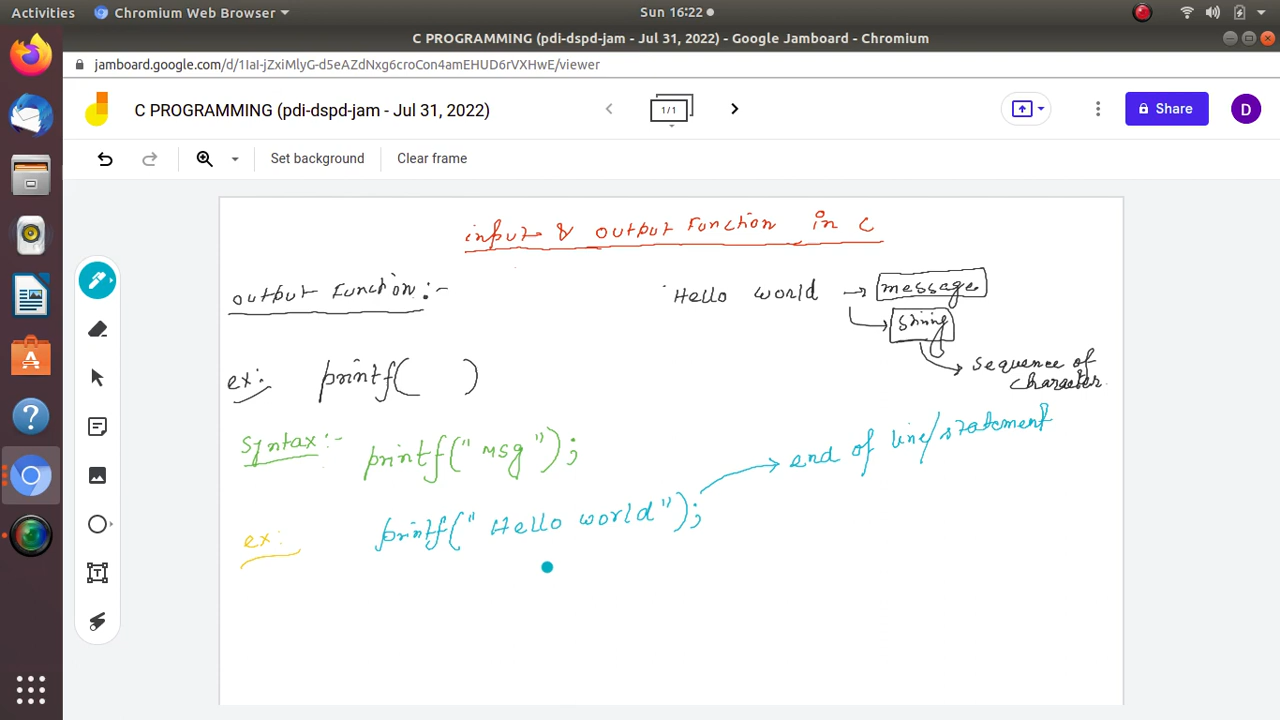 Activities
Chromium Web Browser
Sun 16:22
C PROGRAMMING (pdi-dspd-jam - Jul 31, 2022) - Google Jamboard - Chromium
jamboard.google.com/d/1IaI-jZxiMlyG-d5eAZdNxg6croCon4amEHUD6rVXHwE/viewer
C PROGRAMMING (pdi-dspd-jam - Jul 31, 2022)
1/1
Share
D
Set background
Clear frame
input & output Function in C
output Function :-
Hello world → message
string
sequence of
character
ex:
printf( )
syntax :-
printf(" Msg ");
end of line/statement
ex:
printf(" Hello world ");